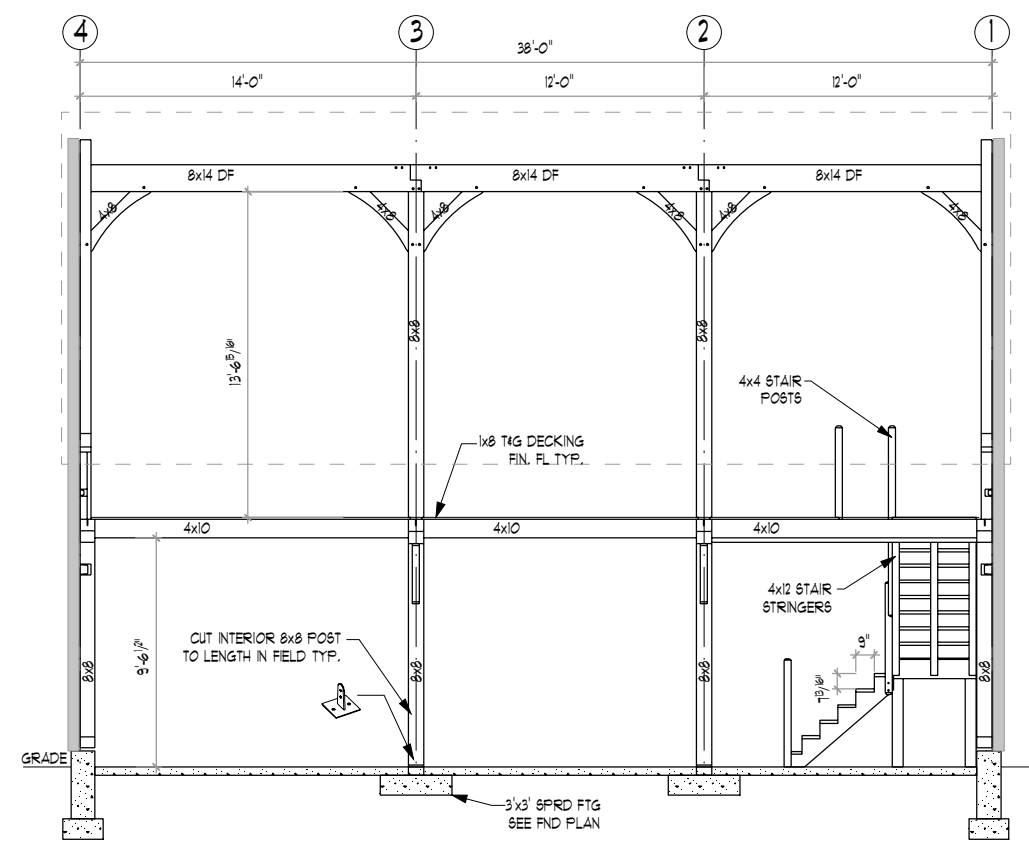 4
3
2
1
38'-0"
14'-0"
12'-0"
12'-0"
8x14 DF
8x14 DF
8x14 DF
4x8
4x8
4x8
4x8
4x8
4x8
8x8
8x8
13'-6 15/16"
4x4 STAIR
POSTS
1x8 T&G DECKING
FIN. FL TYP.
4x10
4x10
4x10
4x12 STAIR
STRINGERS
CUT INTERIOR 8x8 POST
TO LENGTH IN FIELD TYP.
9'-6 1/2"
9"
7 13/16"
8x8
8x8
8x8
8x8
GRADE
3'x3' SPRD FTG
SEE FND PLAN